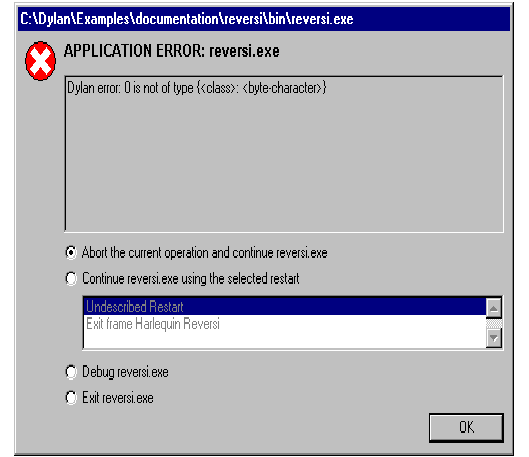 C:\Dylan\Examples\documentation\reversi\bin\reversi.exe
APPLICATION ERROR: reversi.exe
Dylan error: 0 is not of type {<class>: <byte-character>}
Abort the current operation and continue reversi.exe
Continue reversi.exe using the selected restart
Undescribed Restart
Exit frame Harlequin Reversi
Debug reversi.exe
Exit reversi.exe
OK